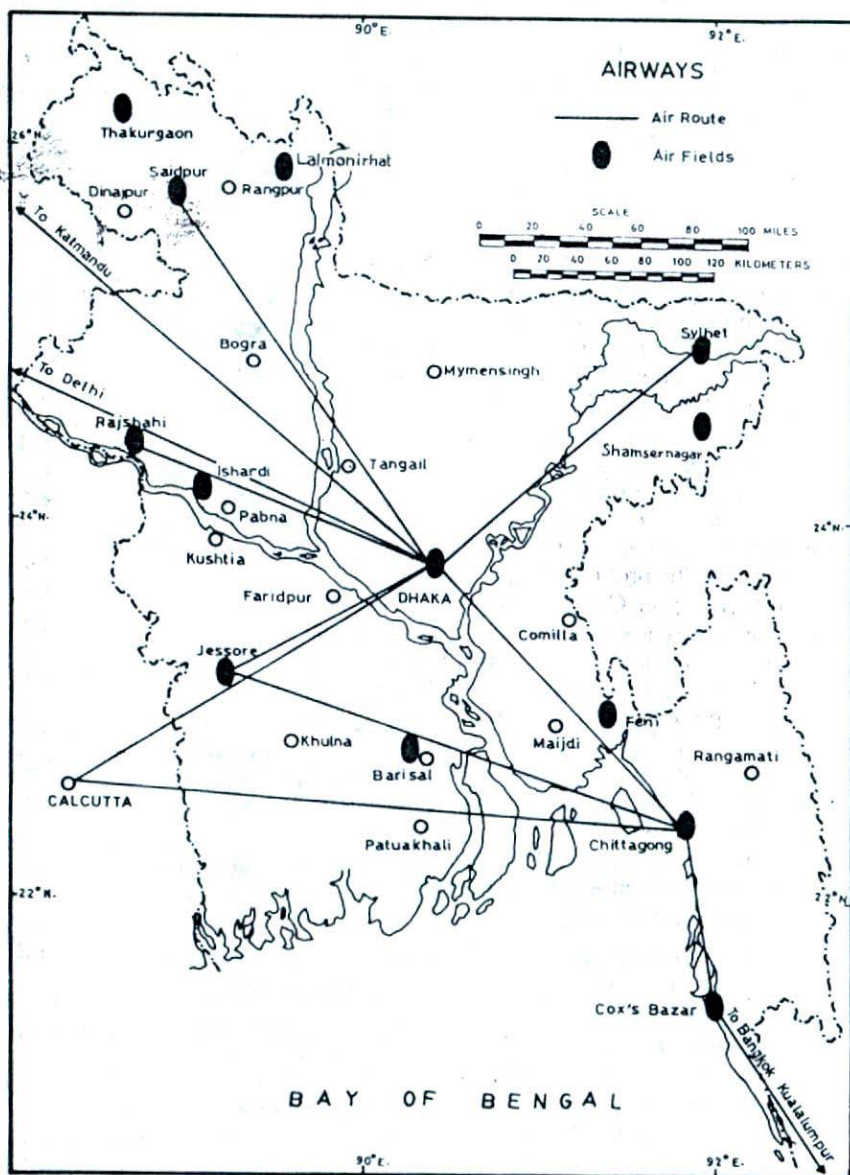 90°E.
92°E.
AIRWAYS
Air Route
Air Fields
SCALE
0 20 40 60 80 100 MILES
0 20 40 60 80 100 120 KILOMETERS
26°N.
Thakurgaon
Lalmonirhat
Saidpur
Rangpur
Dinajpur
To Katmandu
Bogra
Mymensingh
Sylhet
To Delhi
Rajshahi
Ishardi
Tangail
Shamsernagar
Pabna
24°N.
24°N.
Kushtia
Faridpur
DHAKA
Comilla
Jessore
Feni
Khulna
Maijdi
Rangamati
Barisal
CALCUTTA
Patuakhali
Chittagong
22°N.
22°N.
Cox's Bazar
To Bangkok Kualalumpur
BAY OF BENGAL
90°E.
92°E.